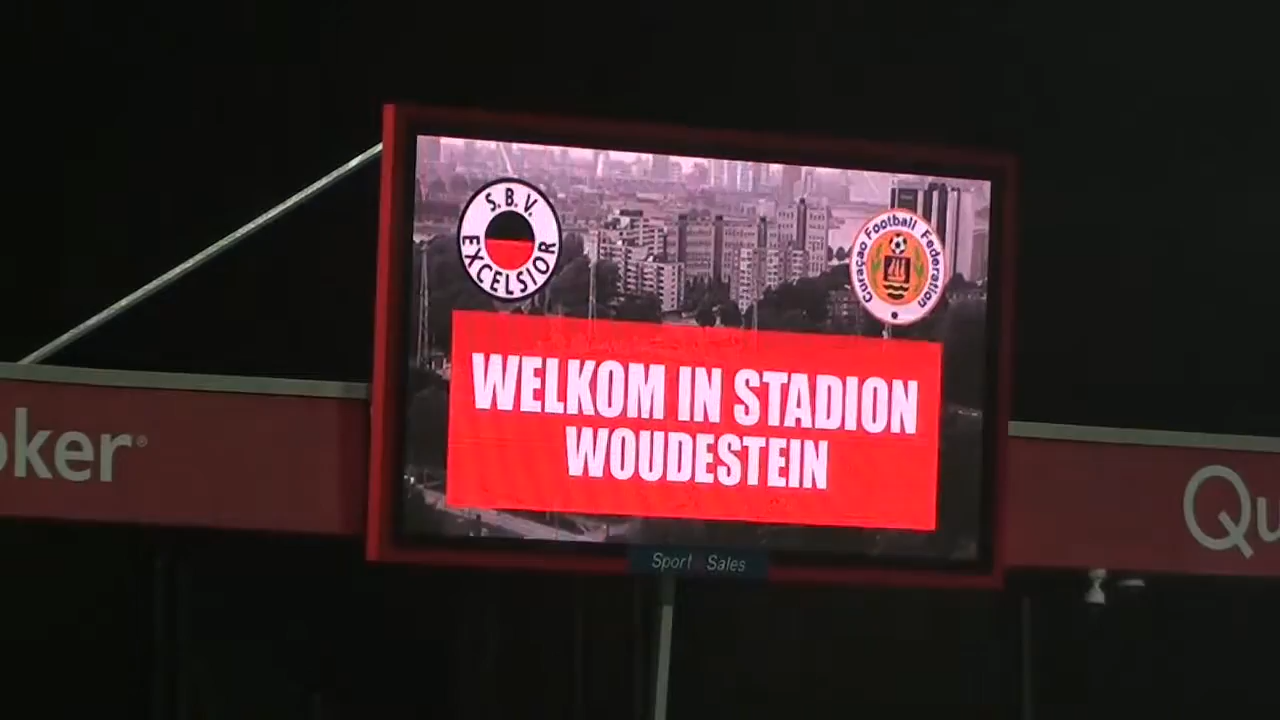 S.B.V.
EXCELSIOR
Curaçao Football Federation
WELKOM IN STADION
WOUDESTEIN
oker®
Qu
Sport Sales